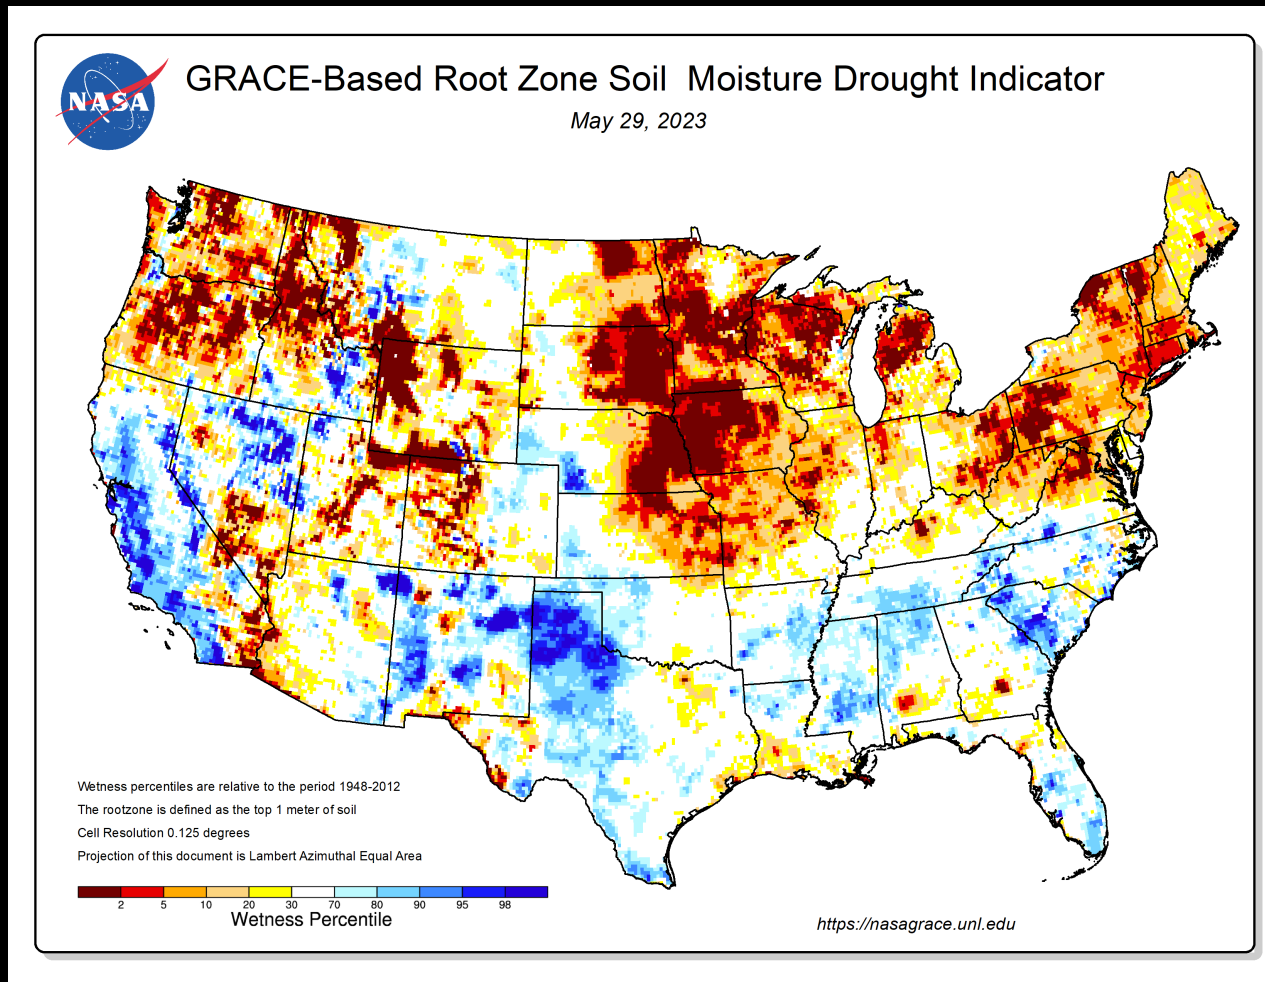 NASA
GRACE-Based Root Zone Soil  Moisture Drought Indicator
May 29, 2023
Wetness percentiles are relative to the period 1948-2012
The rootzone is defined as the top 1 meter of soil
Cell Resolution 0.125 degrees
Projection of this document is Lambert Azimuthal Equal Area
2 5 10 20 30 70 80 90 95 98
Wetness Percentile
https://nasagrace.unl.edu